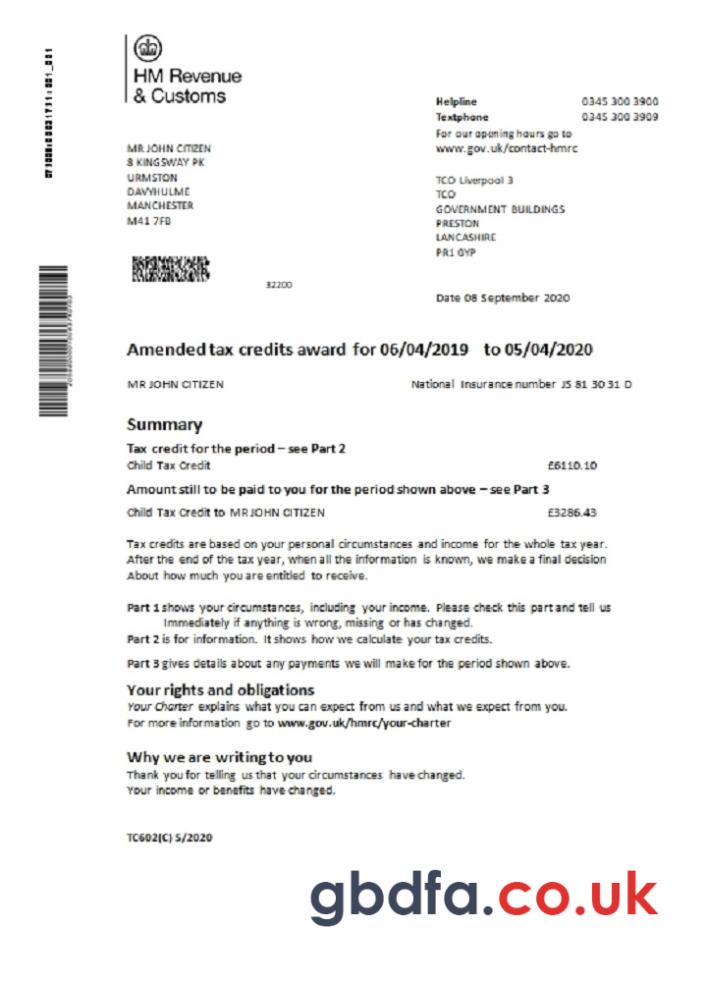 HM Revenue
& Customs
Helpline 0345 300 3900
Textphone 0345 300 3909
For our opening hours go to
www.gov.uk/contact-hmrc
MR JOHN CITIZEN
8 KINGSWAY PK
URMSTON
DAVYHULME
MANCHESTER
M41 7FB
TCO Liverpool 3
TCO
GOVERNMENT BUILDINGS
PRESTON
LANCASHIRE
PR1 0YP
32200
Date 08 September 2020
Amended tax credits award for 06/04/2019 to 05/04/2020
MR JOHN CITIZEN National Insurance number JS 81 30 31 D
Summary
Tax credit for the period – see Part 2
Child Tax Credit £6110.10
Amount still to be paid to you for the period shown above – see Part 3
Child Tax Credit to MR JOHN CITIZEN £3286.43
Tax credits are based on your personal circumstances and income for the whole tax year.
After the end of the tax year, when all the information is known, we make a final decision
About how much you are entitled to receive.
Part 1 shows your circumstances, including your income. Please check this part and tell us
Immediately if anything is wrong, missing or has changed.
Part 2 is for information. It shows how we calculate your tax credits.
Part 3 gives details about any payments we will make for the period shown above.
Your rights and obligations
Your Charter explains what you can expect from us and what we expect from you.
For more information go to www.gov.uk/hmrc/your-charter
Why we are writing to you
Thank you for telling us that your circumstances have changed.
Your income or benefits have changed.
TC602(C) 5/2020
gbdfa.co.uk